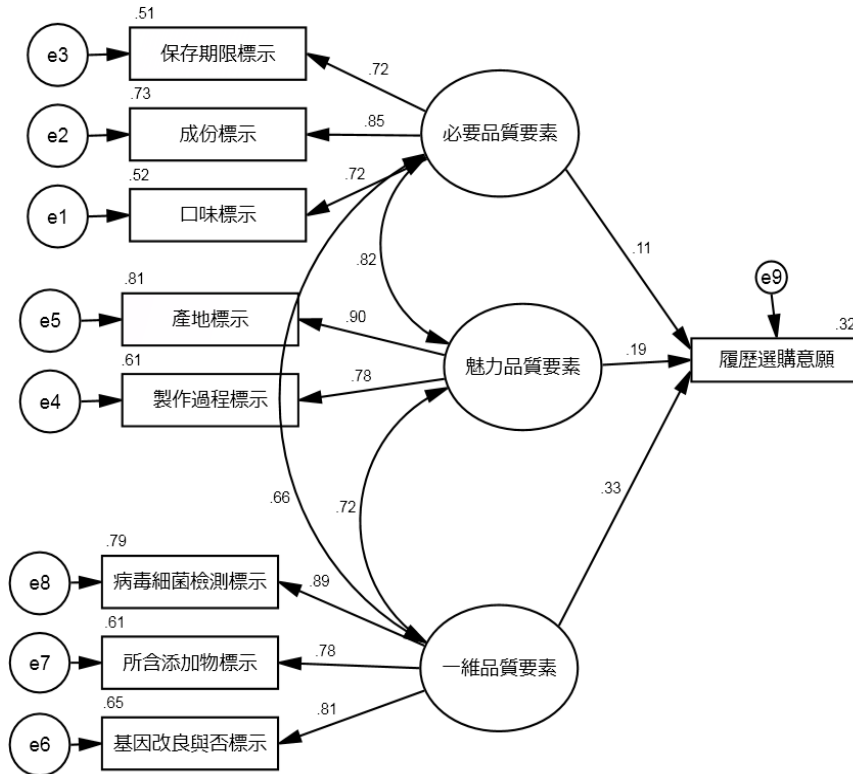 .51
e3
保存期限標示
.72
.73
e2
成份標示
.85
必要品質要素
.52
e1
口味標示
.72
.82
.11
e9
.81
e5
產地標示
.90
.32
履歷選購意願
.61
e4
製作過程標示
.78
魅力品質要素
.19
.66
.72
.33
.79
e8
病毒細菌檢測標示
.89
.61
e7
所含添加物標示
.78
一維品質要素
.65
e6
基因改良與否標示
.81